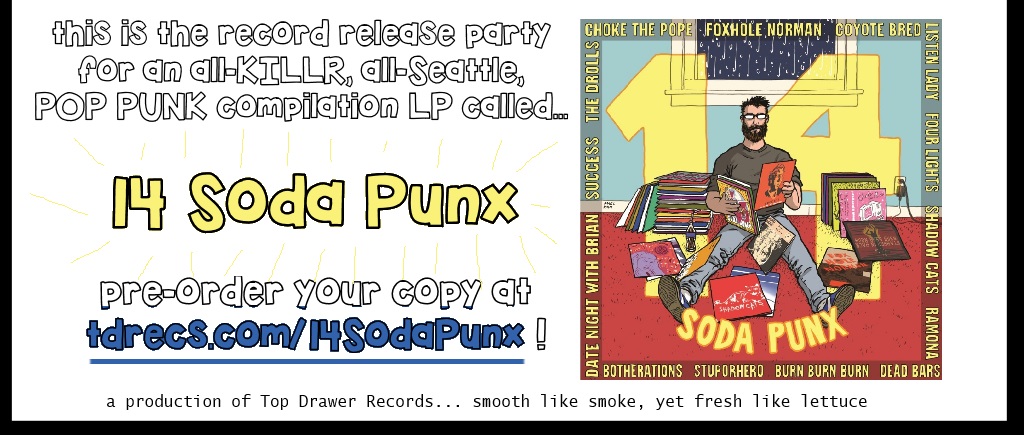 this is the record release party
for an all-KILLR, all-Seattle,
POP PUNK compilation LP called...
14 Soda Punx
pre-order your copy at
tdrecs.com/14SodaPunx !
a production of Top Drawer Records... smooth like smoke, yet fresh like lettuce
CHOKE THE POPE FOXHOLE NORMAN COYOTE BRED
LISTEN LADY FOUR LIGHTS SHADOW CATS RAMONA
DATE NIGHT WITH BRIAN SUCCESS THE DROLLS
14
SHADOW CATS
SODA PUNX
BOTHERATIONS STUPORHERO BURN BURN BURN DEAD BARS